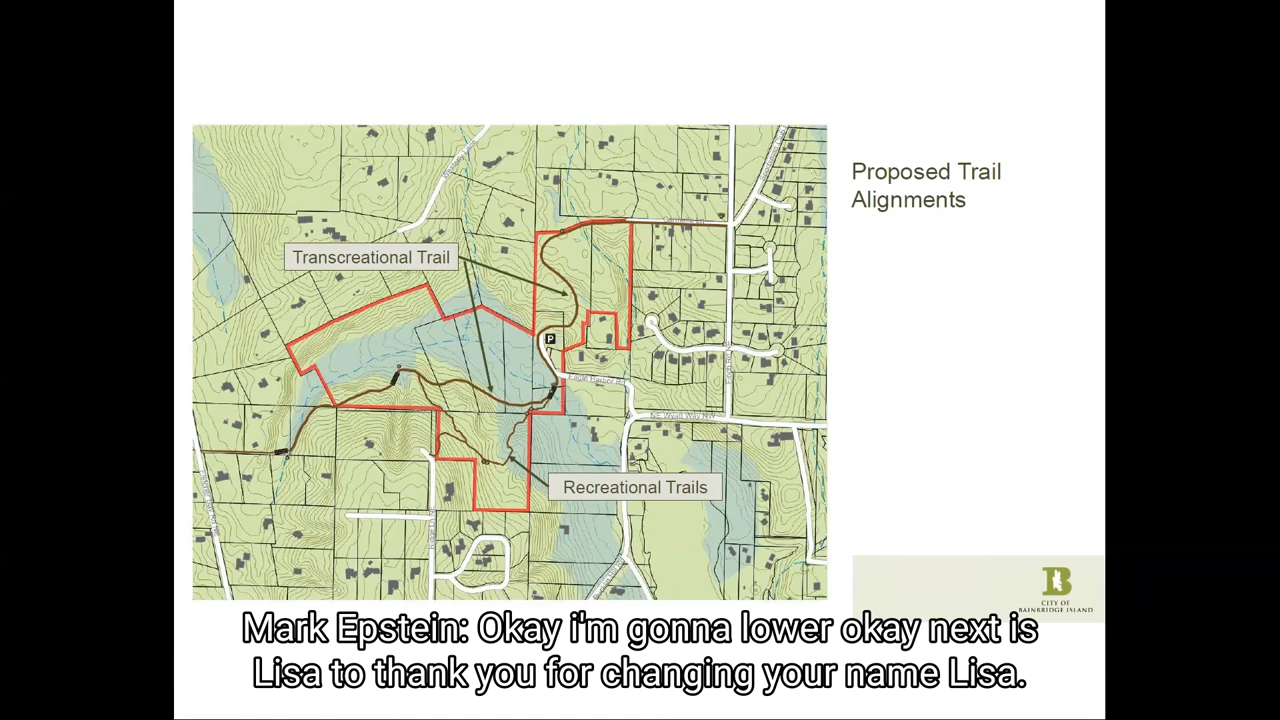 Proposed Trail
Alignments
Transcreational Trail
P
Recreational Trails
B
CITY OF
BAINBRIDGE ISLAND
Mark Epstein: Okay i'm gonna lower okay next is
Lisa to thank you for changing your name Lisa.